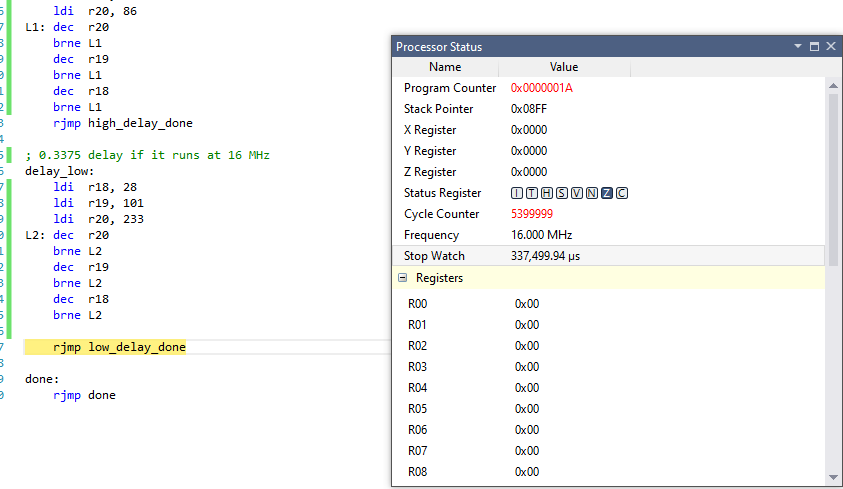 ldi r20, 86
L1: dec r20
brne L1
dec r19
brne L1
dec r18
brne L1
rjmp high_delay_done
; 0.3375 delay if it runs at 16 MHz
delay_low:
ldi r18, 28
ldi r19, 101
ldi r20, 233
L2: dec r20
brne L2
dec r19
brne L2
dec r18
brne L2
rjmp low_delay_done
done:
rjmp done
Processor Status
Name Value
Program Counter 0x0000001A
Stack Pointer 0x08FF
X Register 0x0000
Y Register 0x0000
Z Register 0x0000
Status Register I T H S V N Z C
Cycle Counter 5399999
Frequency 16.000 MHz
Stop Watch 337,499.94 µs
Registers
R00 0x00
R01 0x00
R02 0x00
R03 0x00
R04 0x00
R05 0x00
R06 0x00
R07 0x00
R08 0x00